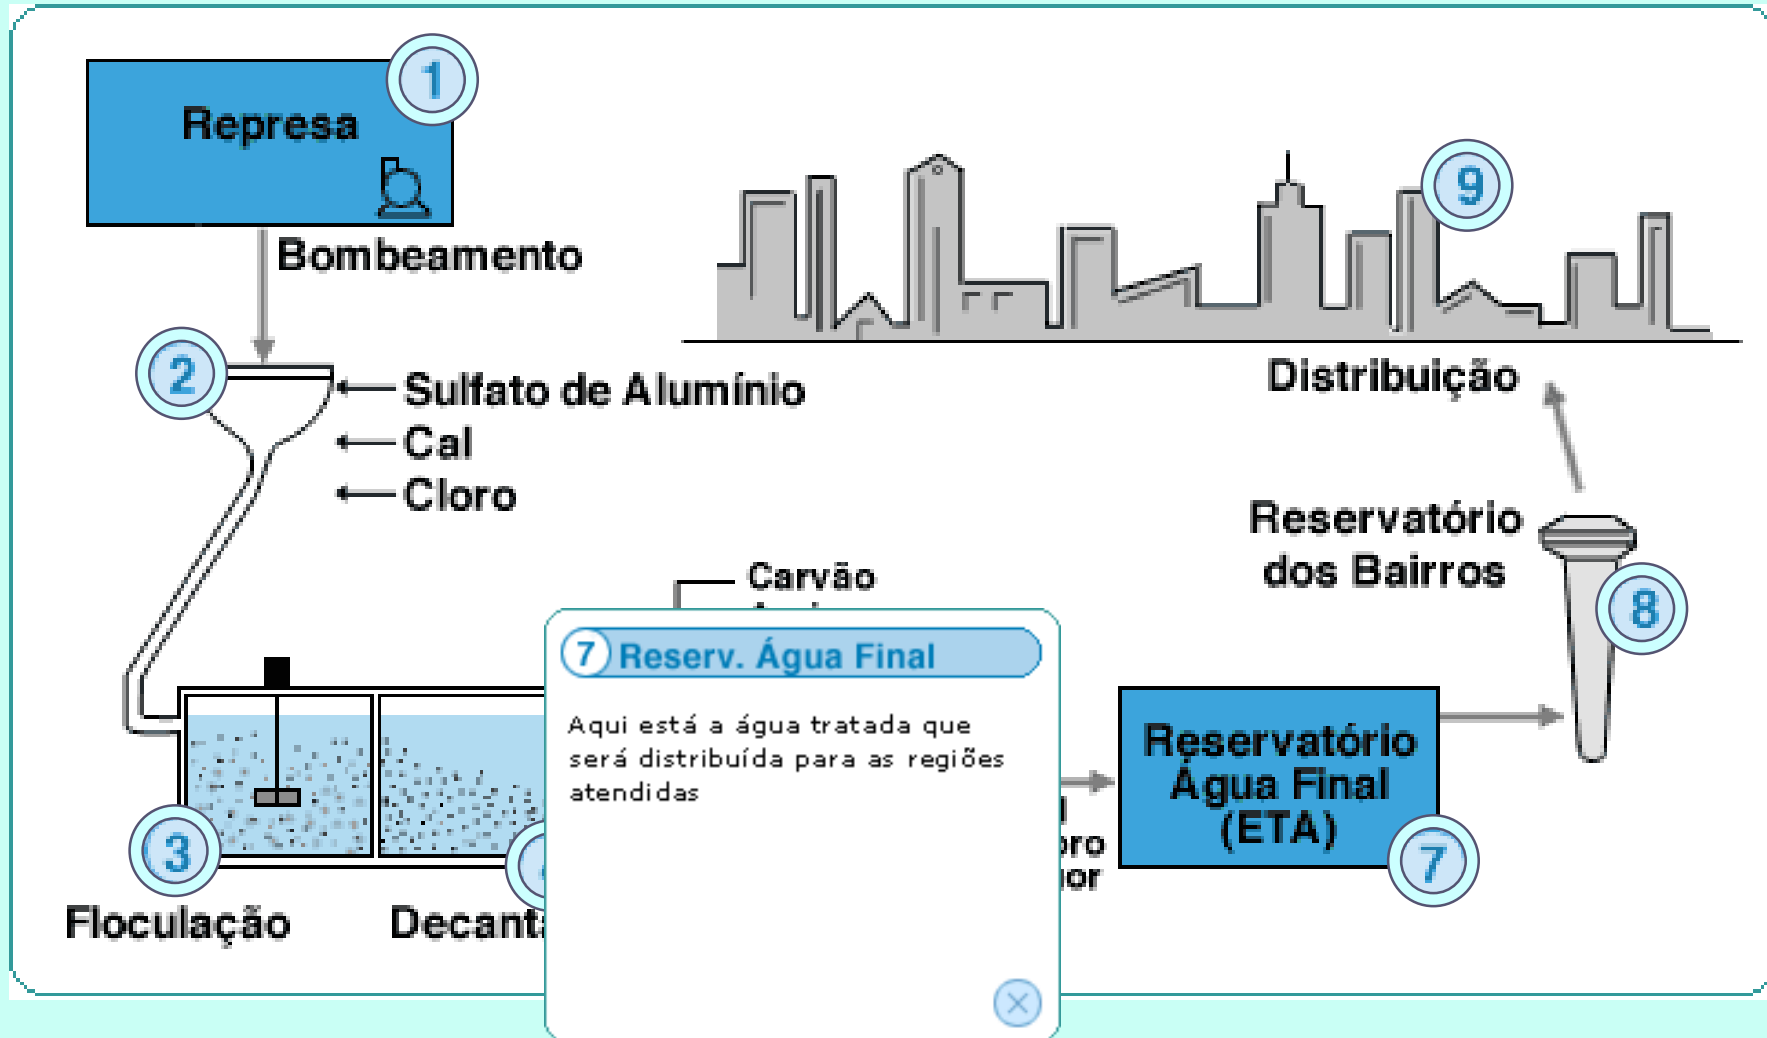 1
Represa
Bombeamento
2
Sulfato de Alumínio
Cal
Cloro
9
Distribuição
Reservatório
dos Bairros
8
Carvão
7 Reserv. Água Final
Aqui está a água tratada que
será distribuída para as regiões
atendidas
Reservatório
Água Final
(ETA)
7
3
Floculação